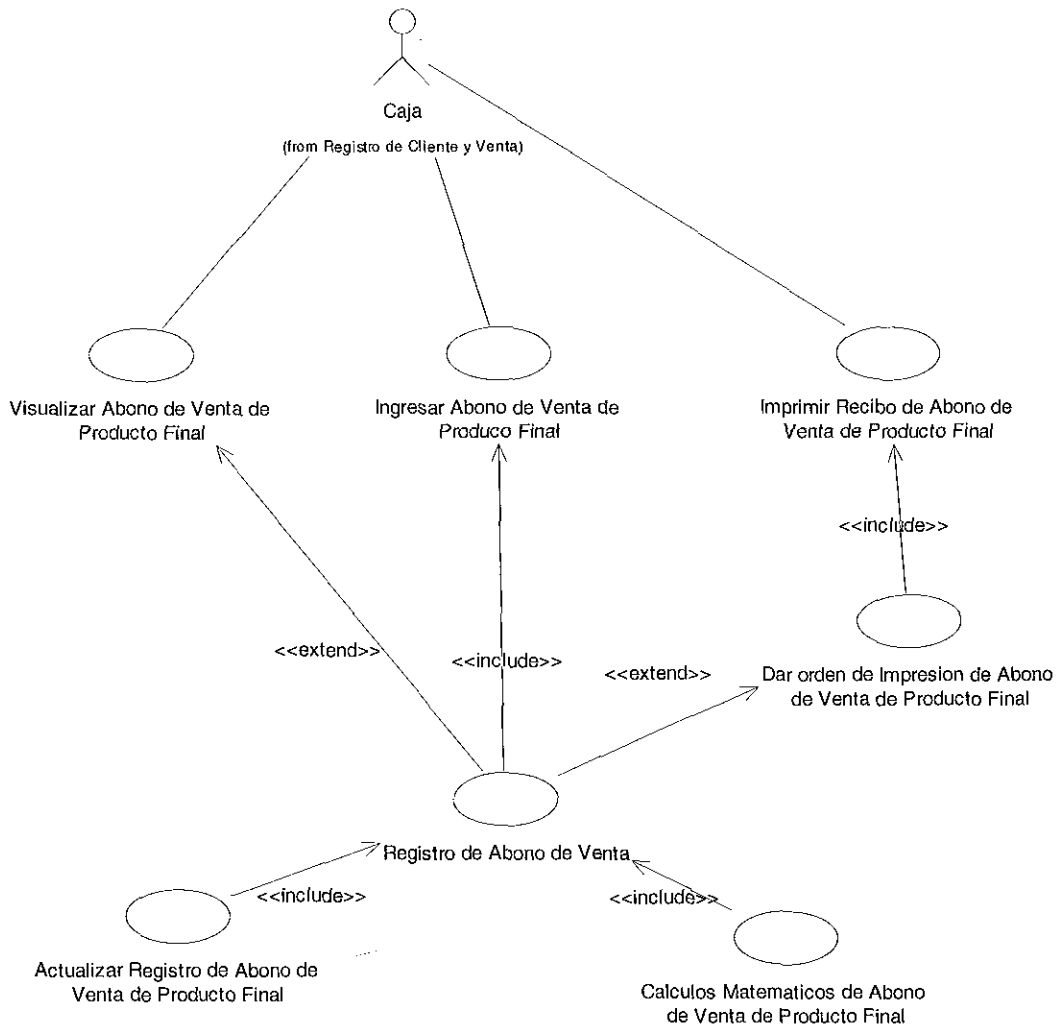 Caja
(from Registro de Cliente y Venta)
Visualizar Abono de Venta de
Producto Final
Ingresar Abono de Venta de
Produco Final
Imprimir Recibo de Abono de
Venta de Producto Final
<<include>>
<<extend>>
<<include>>
<<extend>>
Dar orden de Impresion de Abono
de Venta de Producto Final
Registro de Abono de Venta
<<include>>
<<include>>
Actualizar Registro de Abono de
Venta de Producto Final
Calculos Matematicos de Abono
de Venta de Producto Final